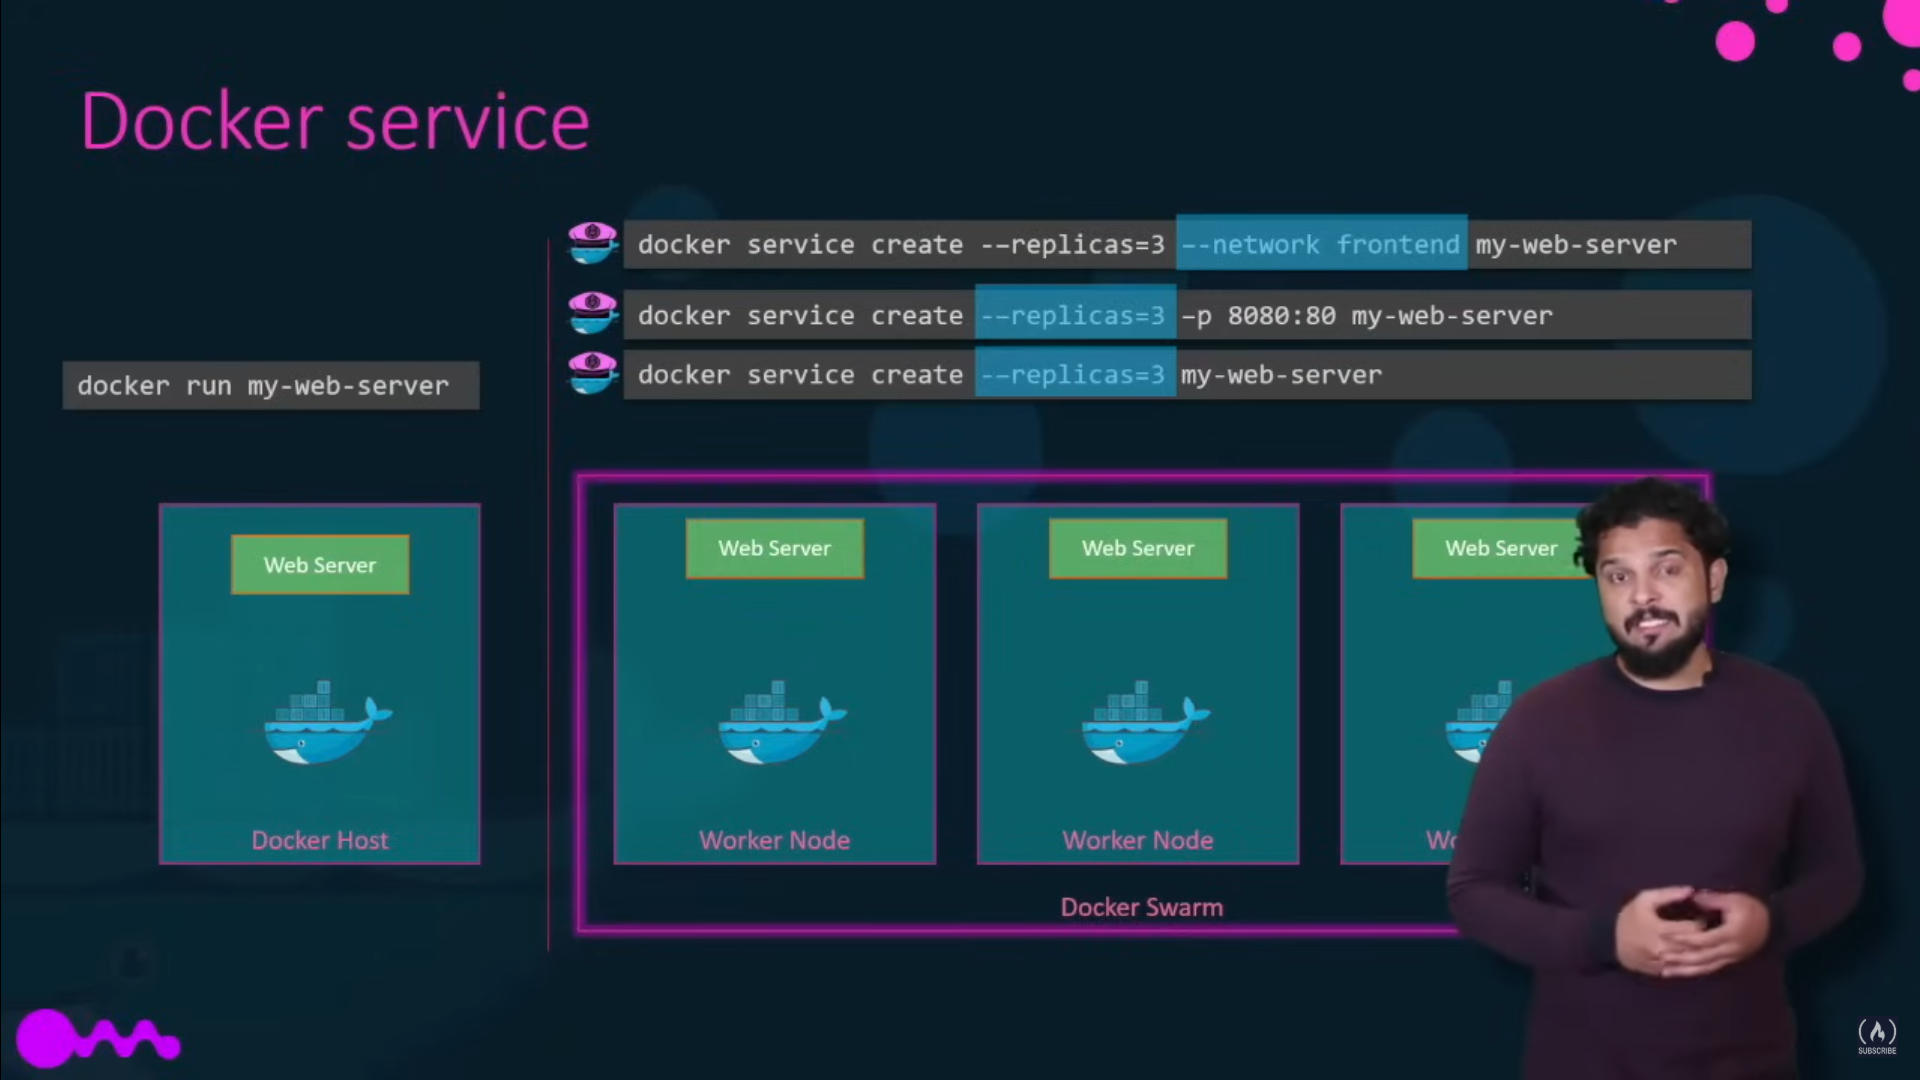 Docker service
docker service create --replicas=3 --network frontend my-web-server
docker service create --replicas=3 –p 8080:80 my-web-server
docker service create --replicas=3 my-web-server
docker run my-web-server
Web Server
Docker Host
Web Server
Worker Node
Web Server
Worker Node
Web Server
Docker Swarm
SUBSCRIBE